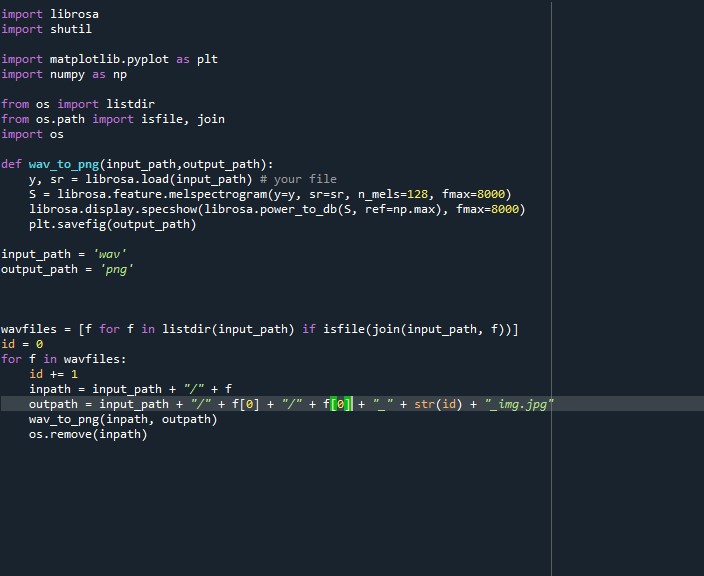 import librosa
import shutil
import matplotlib.pyplot as plt
import numpy as np
from os import listdir
from os.path import isfile, join
import os
def wav_to_png(input_path,output_path):
y, sr = librosa.load(input_path) # your file
S = librosa.feature.melspectrogram(y=y, sr=sr, n_mels=128, fmax=8000)
librosa.display.specshow(librosa.power_to_db(S, ref=np.max), fmax=8000)
plt.savefig(output_path)
input_path = 'wav'
output_path = 'png'
wavfiles = [f for f in listdir(input_path) if isfile(join(input_path, f))]
id = 0
for f in wavfiles:
id += 1
inpath = input_path + "/" + f
outpath = input_path + "/" + f[0] + "/" + f[0] + "_" + str(id) + "_img.jpg"
wav_to_png(inpath, outpath)
os.remove(inpath)